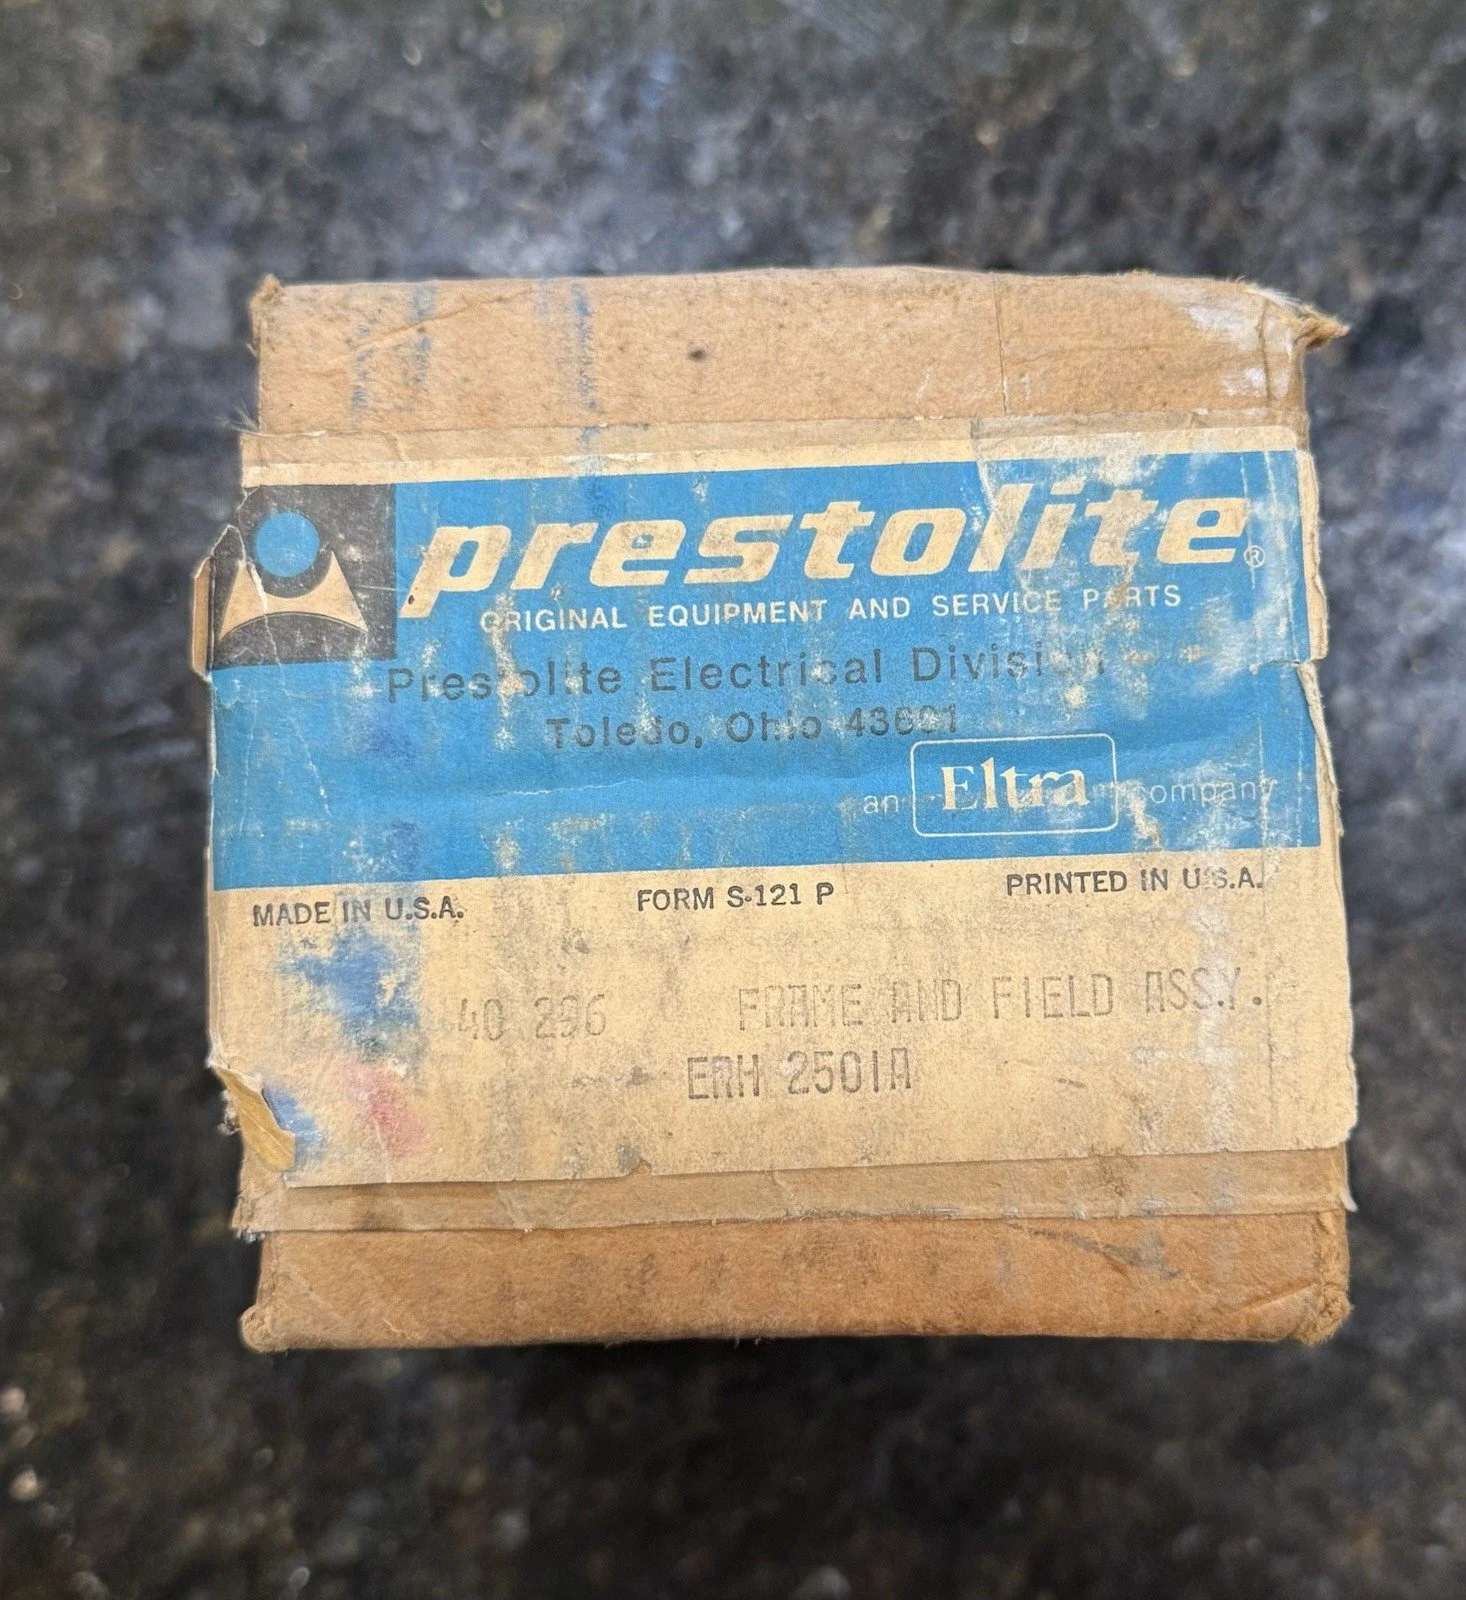 prestolite®
ORIGINAL EQUIPMENT AND SERVICE PARTS
Prestolite Electrical Division
Toledo, Ohio 43601
an Eltra company
MADE IN U.S.A. FORM S-121 P PRINTED IN U.S.A.
40 296 FRAME AND FIELD ASSY.
EAH 2501A